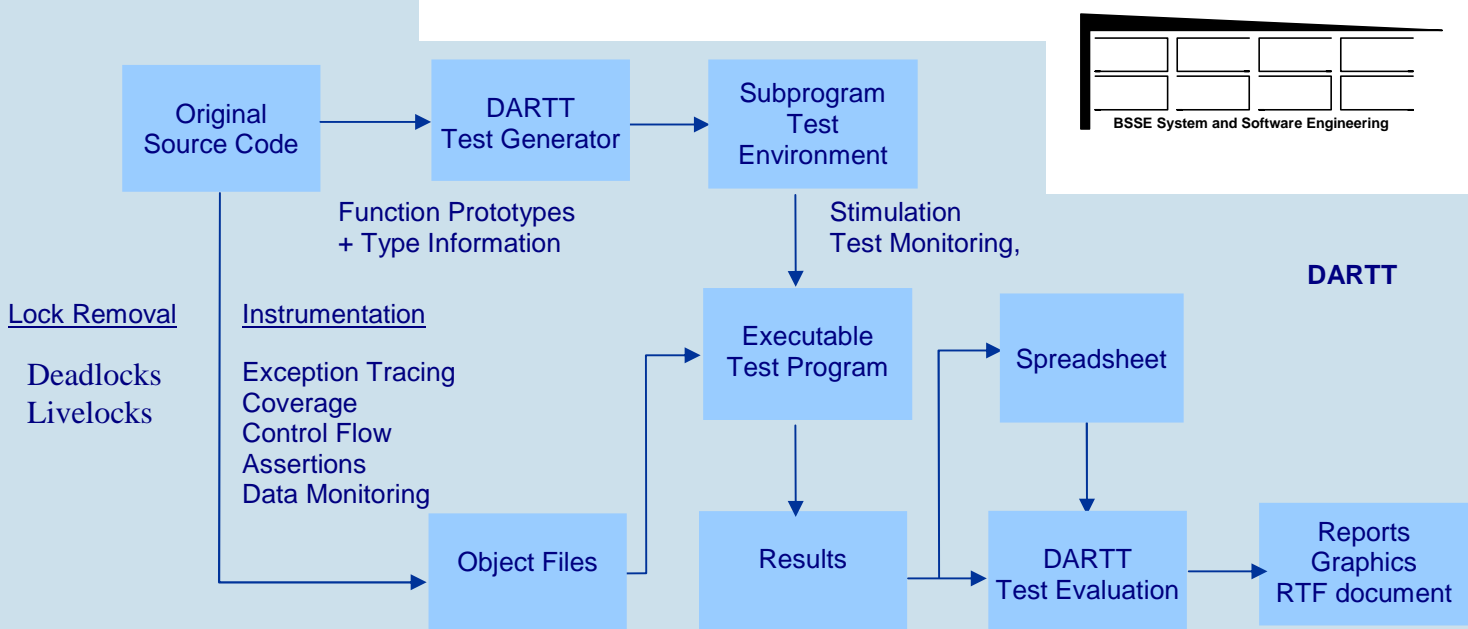 BSSE System and Software Engineering
Original
Source Code
DARTT
Test Generator
Subprogram
Test
Environment
Function Prototypes
+ Type Information
Stimulation
Test Monitoring,
DARTT
Lock Removal
Deadlocks
Livelocks
Instrumentation
Exception Tracing
Coverage
Control Flow
Assertions
Data Monitoring
Executable
Test Program
Spreadsheet
Object Files
Results
DARTT
Test Evaluation
Reports
Graphics
RTF document